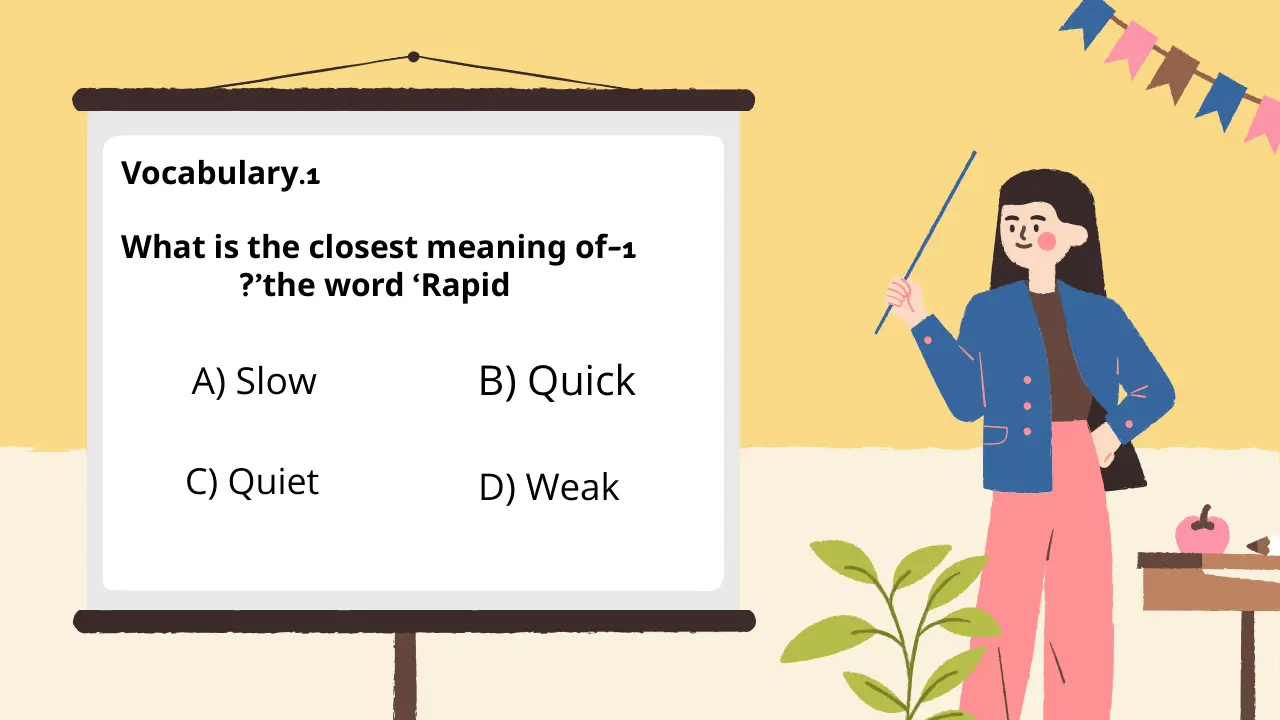 Vocabulary.1
What is the closest meaning of-1
?’the word ‘Rapid
A) Slow
B) Quick
C) Quiet
D) Weak